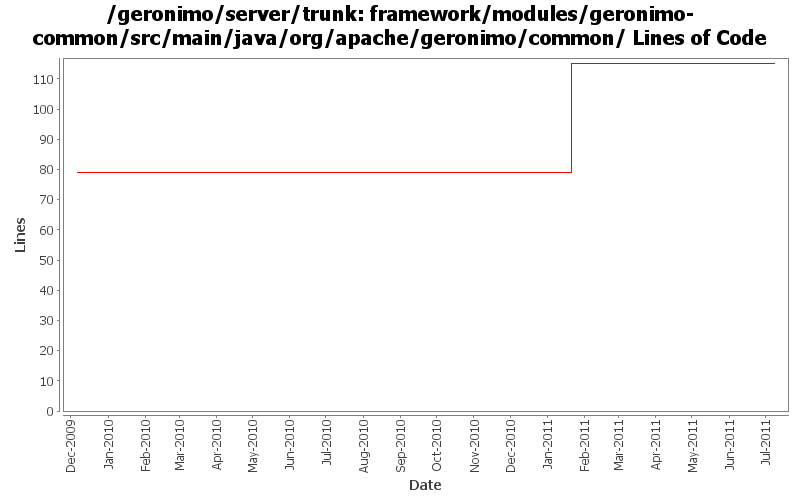 /geronimo/server/trunk: framework/modules/geronimo-
common/src/main/java/org/apache/geronimo/common/ Lines of Code
Lines
110
100
90
80
70
60
50
40
30
20
10
0
Dec-2009
Jan-2010
Feb-2010
Mar-2010
Apr-2010
May-2010
Jun-2010
Jul-2010
Aug-2010
Sep-2010
Oct-2010
Nov-2010
Dec-2010
Jan-2011
Feb-2011
Mar-2011
Apr-2011
May-2011
Jun-2011
Jul-2011
Date